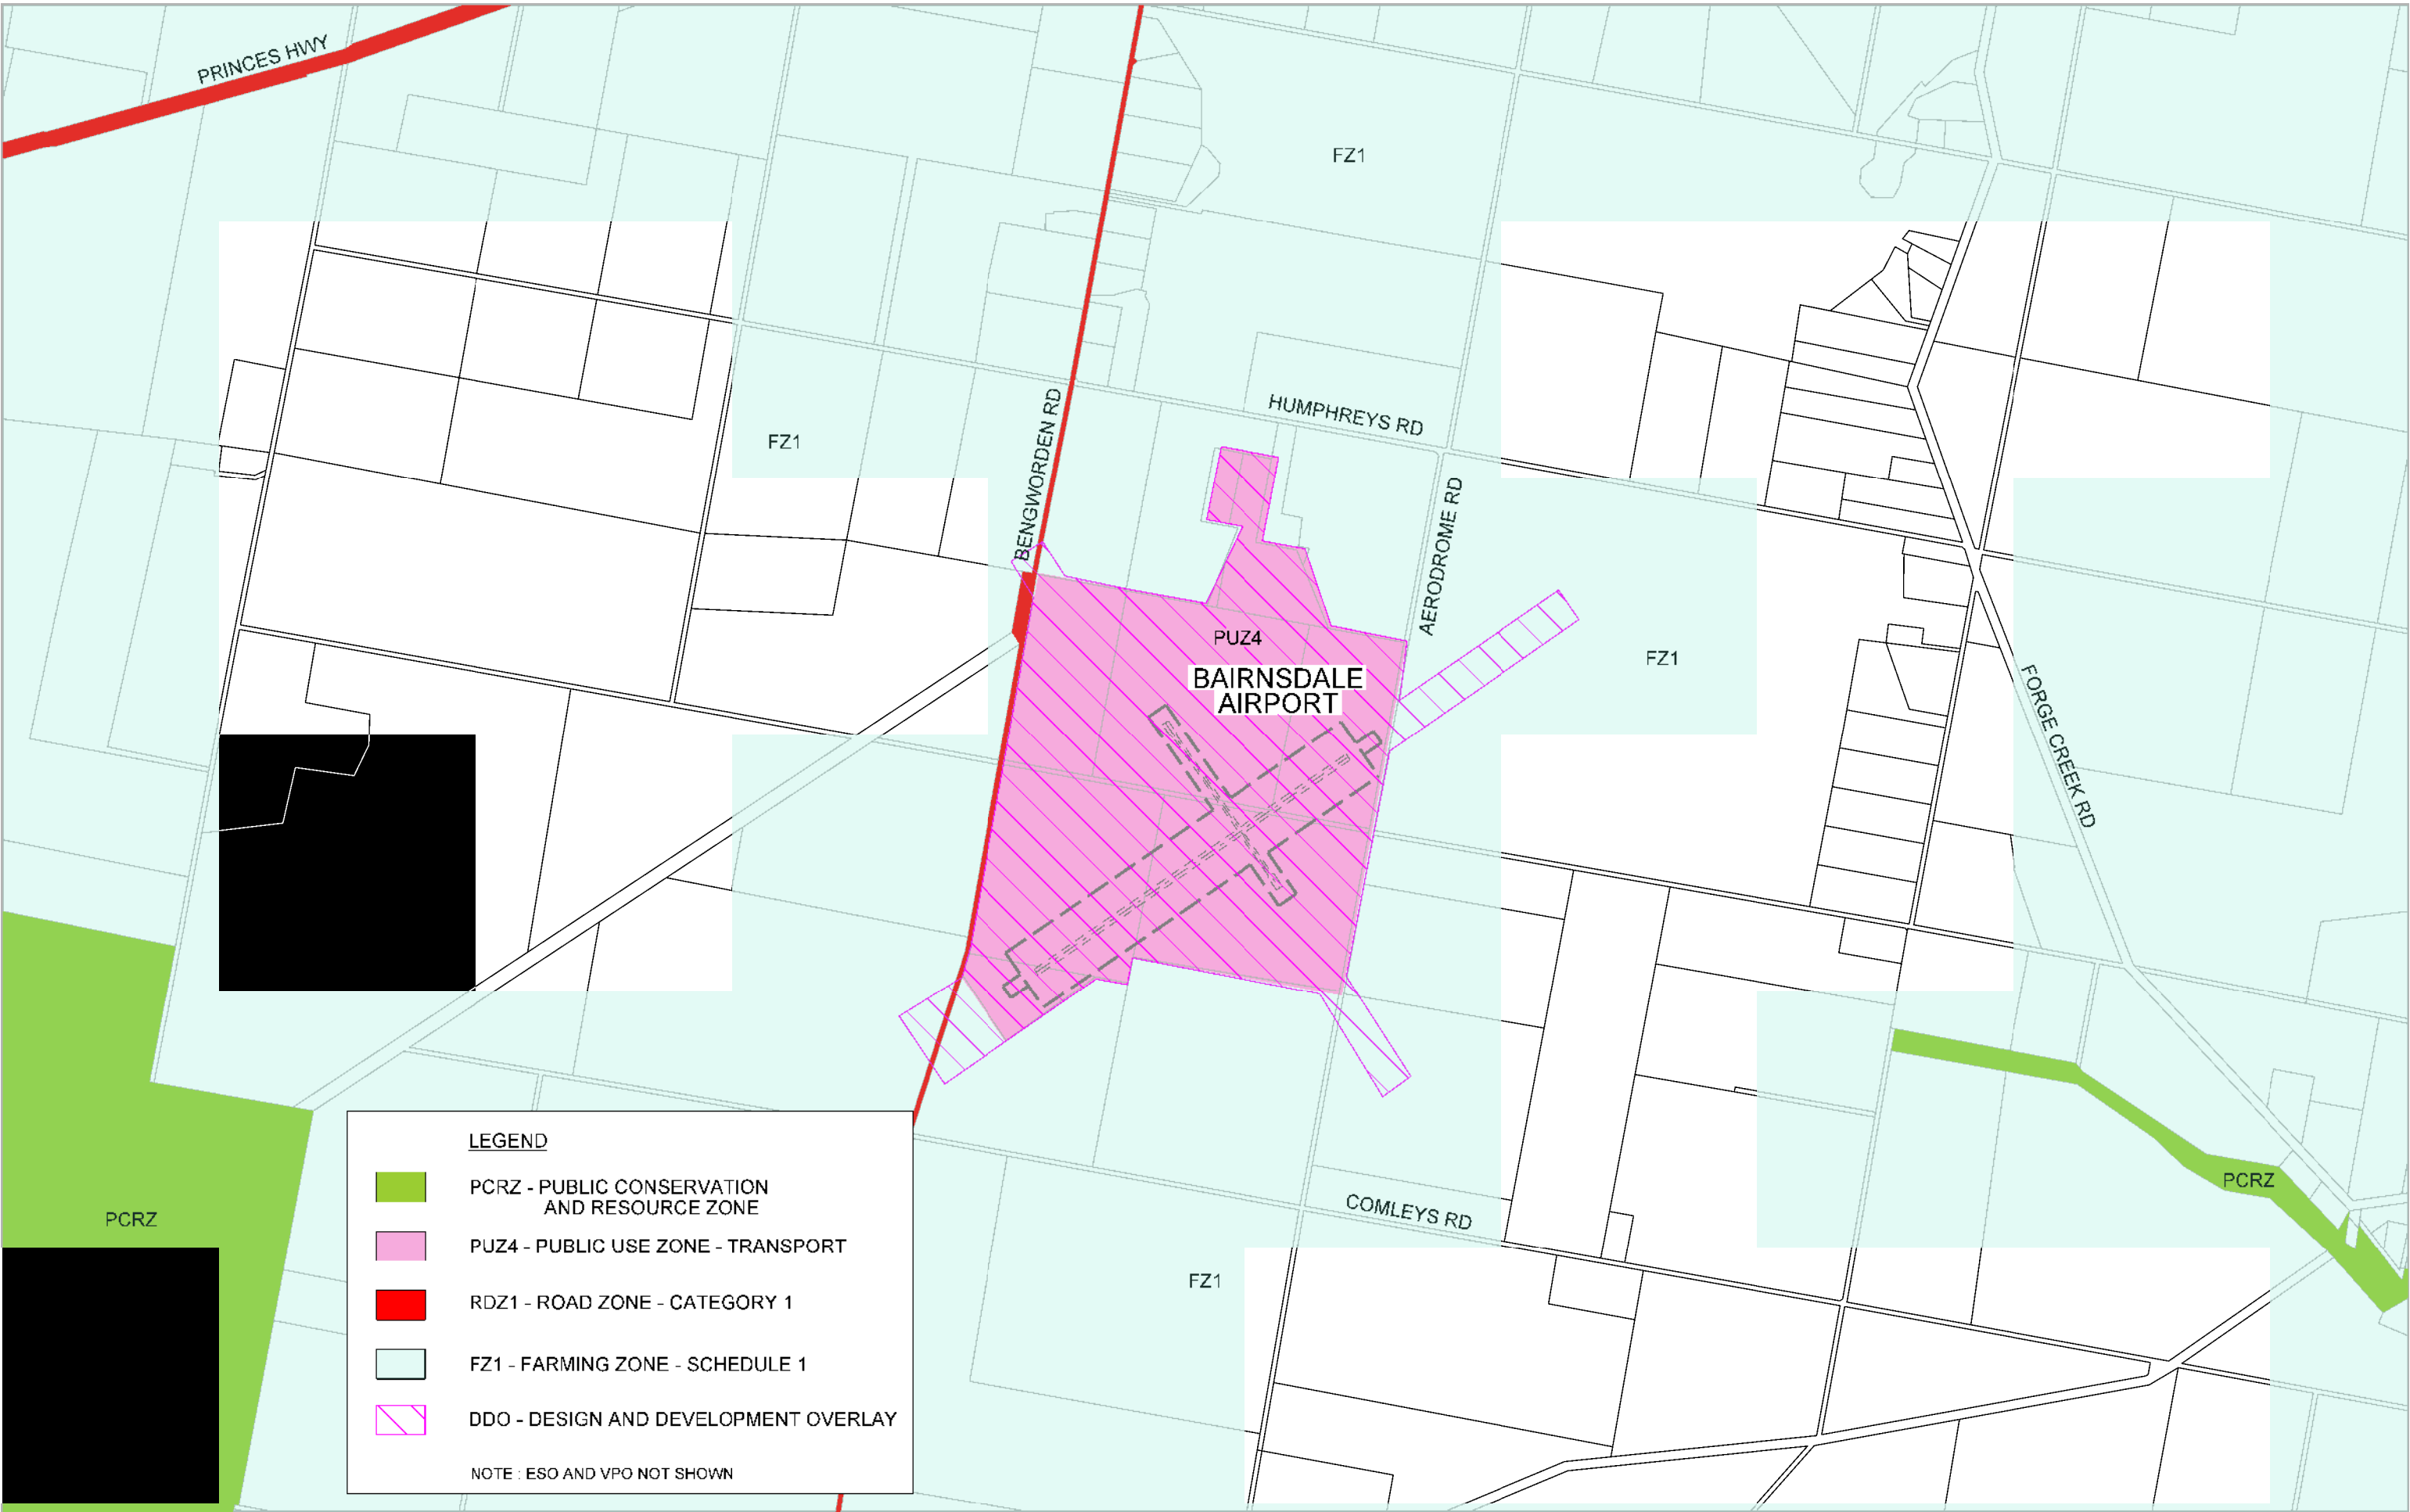 PRINCES HWY
FZ1
HUMPHREYS RD
BENGWORDEN RD
FZ1
AERODROME RD
PUZ4
BAIRNSDALE
AIRPORT
FZ1
FORGE CREEK RD
PCRZ
PCRZ
COMLEYS RD
FZ1
LEGEND
PCRZ - PUBLIC CONSERVATION
AND RESOURCE ZONE
PUZ4 - PUBLIC USE ZONE - TRANSPORT
RDZ1 - ROAD ZONE - CATEGORY 1
FZ1 - FARMING ZONE - SCHEDULE 1
DDO - DESIGN AND DEVELOPMENT OVERLAY
NOTE : ESO AND VPO NOT SHOWN